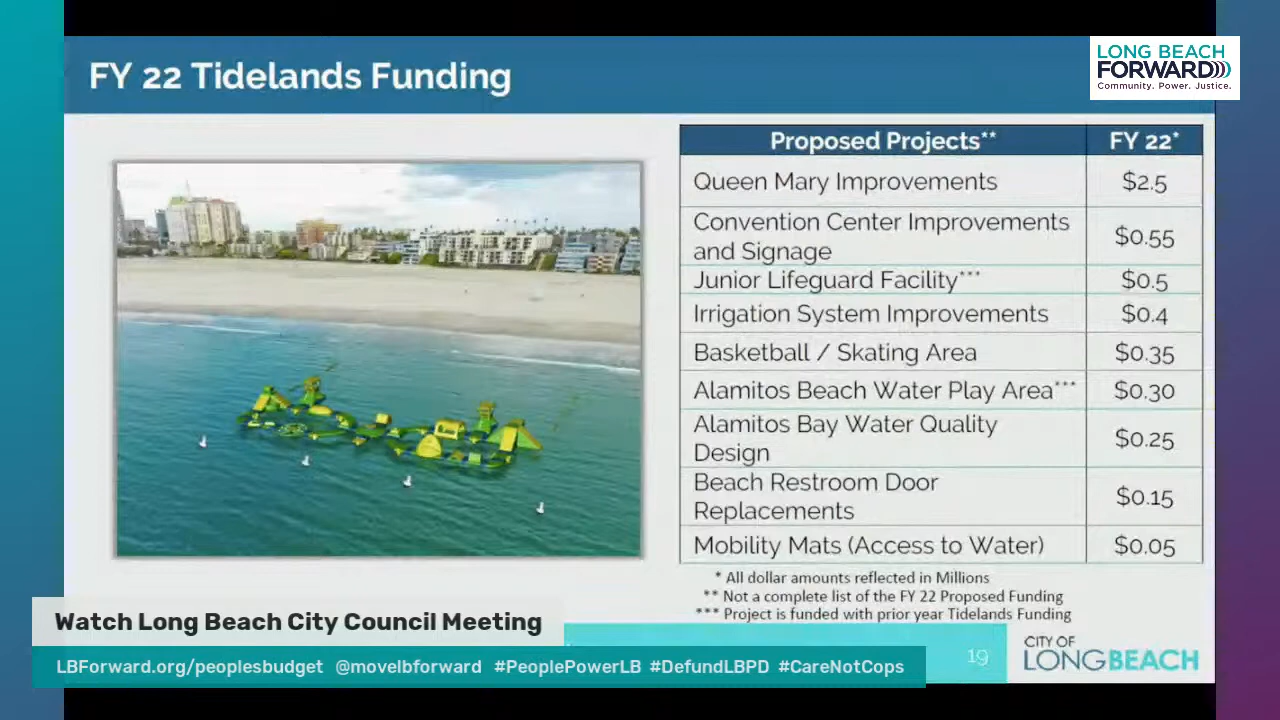 FY 22 Tidelands Funding
LONG BEACH
FORWARD
Community. Power. Justice.
Proposed Projects** FY 22*
Queen Mary Improvements $2.5
Convention Center Improvements
and Signage $0.55
Junior Lifeguard Facility*** $0.5
Irrigation System Improvements $0.4
Basketball / Skating Area $0.35
Alamitos Beach Water Play Area*** $0.30
Alamitos Bay Water Quality
Design $0.25
Beach Restroom Door
Replacements $0.15
Mobility Mats (Access to Water) $0.05
* All dollar amounts reflected in Millions
** Not a complete list of the FY 22 Proposed Funding
*** Project is funded with prior year Tidelands Funding
Watch Long Beach City Council Meeting
LBForward.org/peoplesbudget @movelbforward #PeoplePowerLB #DefundLBPD #CareNotCops
19
CITY OF
LONGBEACH